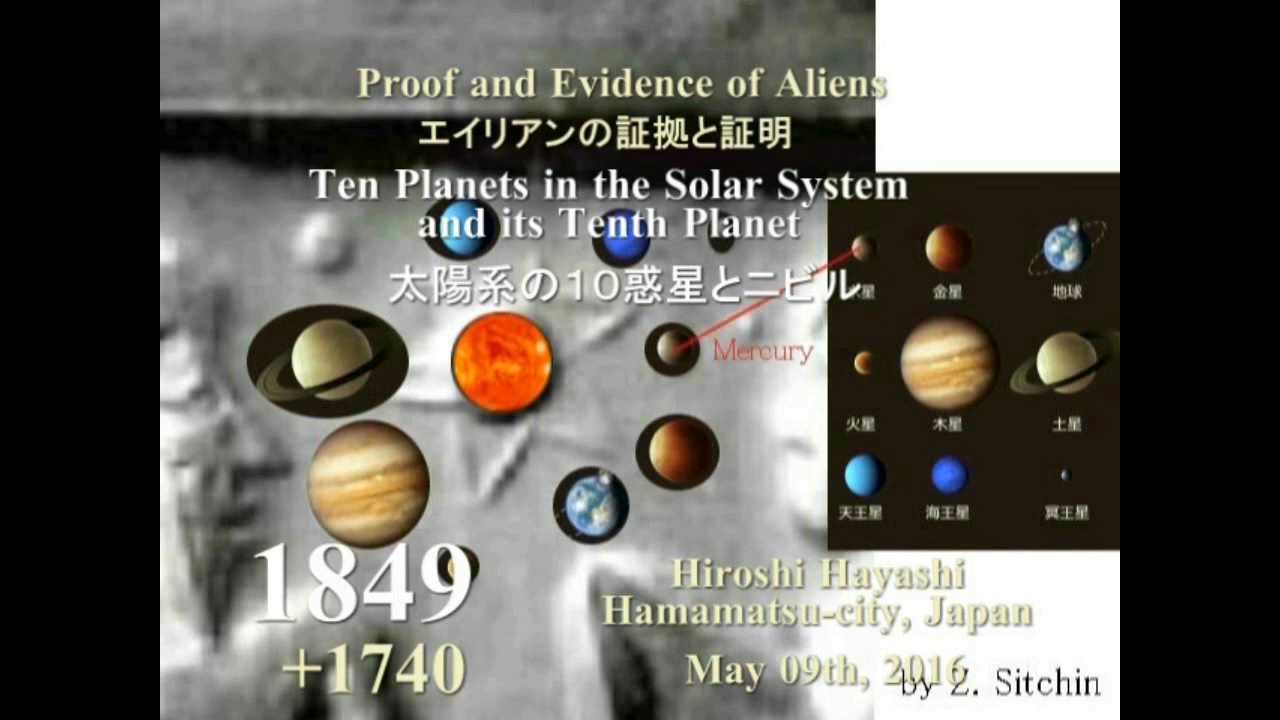 Proof and Evidence of Aliens
エイリアンの証拠と証明
Ten Planets in the Solar System
and its Tenth Planet
太陽系の10惑星とニビル
Mercury
金星
地球
火星
木星
土星
天王星
海王星
冥王星
1849
+1740
Hiroshi Hayashi
Hamamatsu-city, Japan
May 09th, 2016
by Z. Sitchin